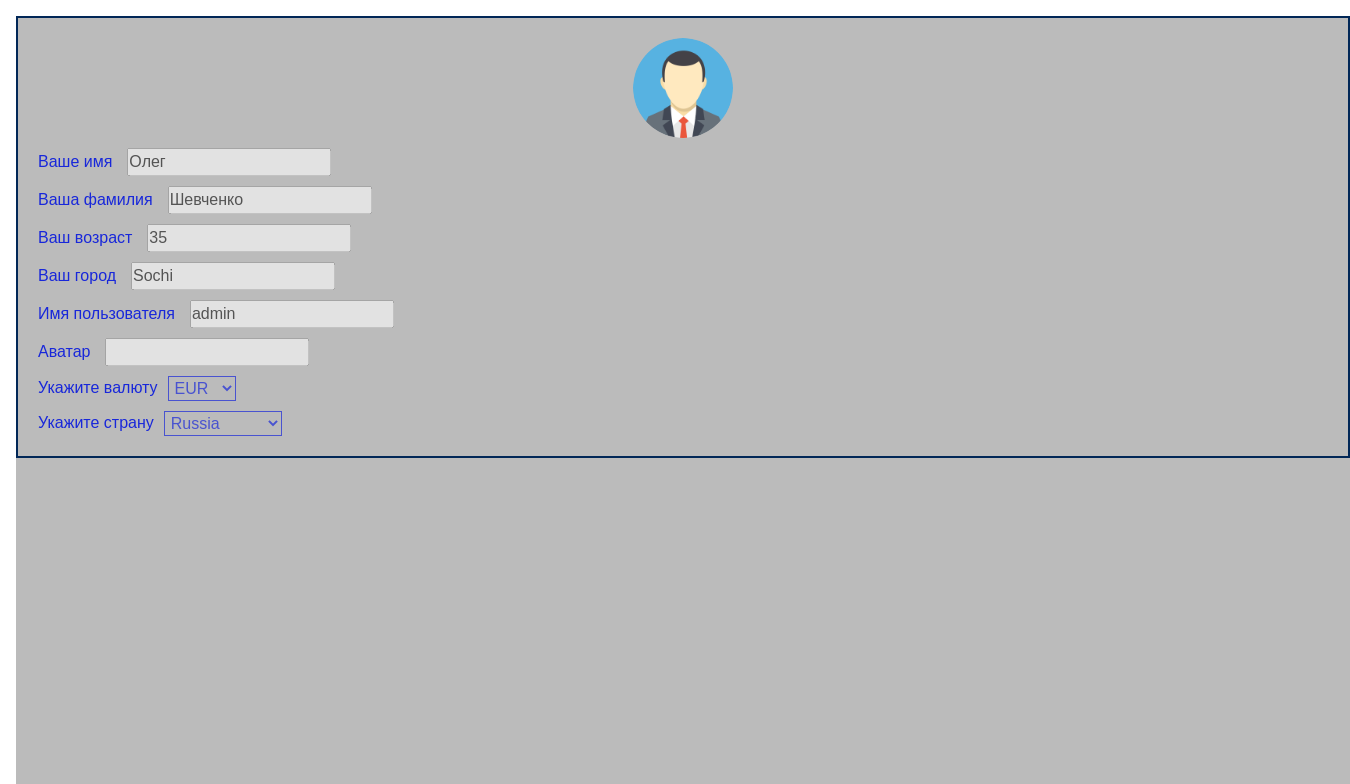 Ваше имя Олег
Ваша фамилия Шевченко
Ваш возраст 35
Ваш город Sochi
Имя пользователя admin
Аватар
Укажите валюту EUR
Укажите страну Russia